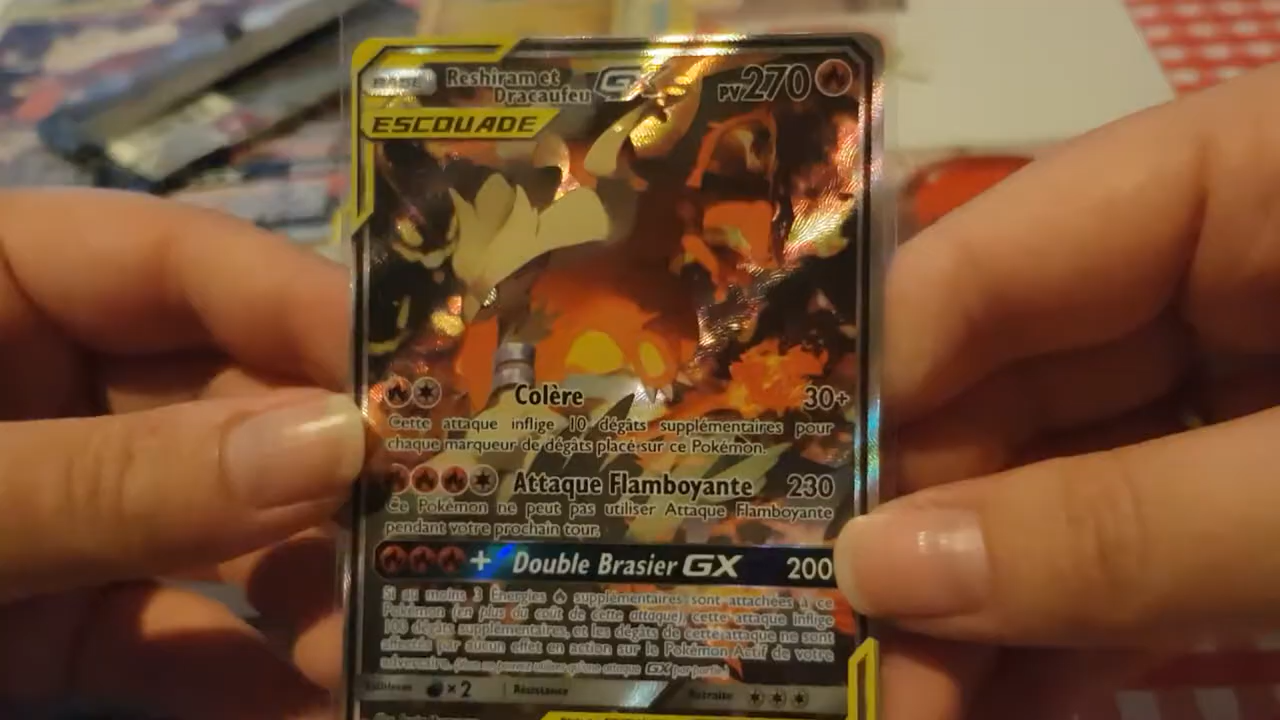 BASE
Reshiram et
Dracaufeu GX
PV270
ESCOUADE
Colère 30+
Cette attaque inflige 10 dégâts supplémentaires pour
chaque marqueur de dégâts placé sur ce Pokémon.
Attaque Flamboyante 230
Ce Pokémon ne peut pas utiliser Attaque Flamboyante
pendant votre prochain tour.
+ Double Brasier GX 200
Si au moins 3 Énergies supplémentaires sont attachées à ce
Pokémon (en plus du coût de cette attaque), cette attaque inflige
100 dégâts supplémentaires, et les dégâts de cette attaque ne sont
affectés par aucun effet en action sur le Pokémon Actif de votre
adversaire. (Vous ne pouvez utiliser qu'une attaque GX par partie.)
Faiblesse ×2 Résistance Retraite